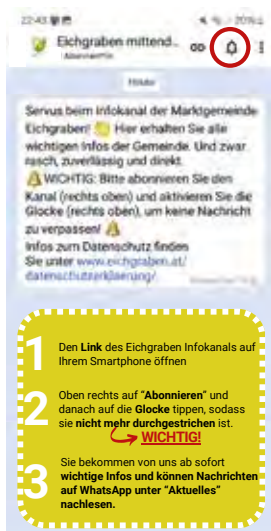 22:43
Eichgraben mittend...
Heute
Servus beim Infokanal der Marktgemeinde
Eichgraben! Hier erhalten Sie alle
wichtigen Infos der Gemeinde. Und zwar
rasch, zuverlässig und direkt.
WICHTIG: Bitte abonnieren Sie den
Kanal (rechts oben) und aktivieren Sie die
Glocke (rechts oben), um keine Nachricht
zu verpassen!
Infos zum Datenschutz finden
Sie unter www.eichgraben.at/
datenschutzerklaerung/
1 Den Link des Eichgraben Infokanals auf
Ihrem Smartphone öffnen
2 Oben rechts auf "Abonnieren" und
danach auf die Glocke tippen, sodass
sie nicht mehr durchgestrichen ist.
WICHTIG!
3 Sie bekommen von uns ab sofort
wichtige Infos und können Nachrichten
auf WhatsApp unter "Aktuelles"
nachlesen.